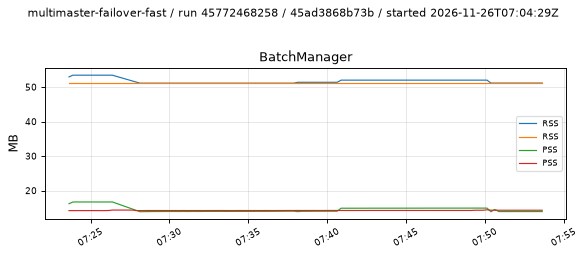 multimaster-failover-fast / run 45772468258 / 45ad3868b73b / started 2026-11-26T07:04:29Z
BatchManager
MB
50
40
30
20
RSS
RSS
PSS
PSS
07:25
07:30
07:35
07:40
07:45
07:50
07:55